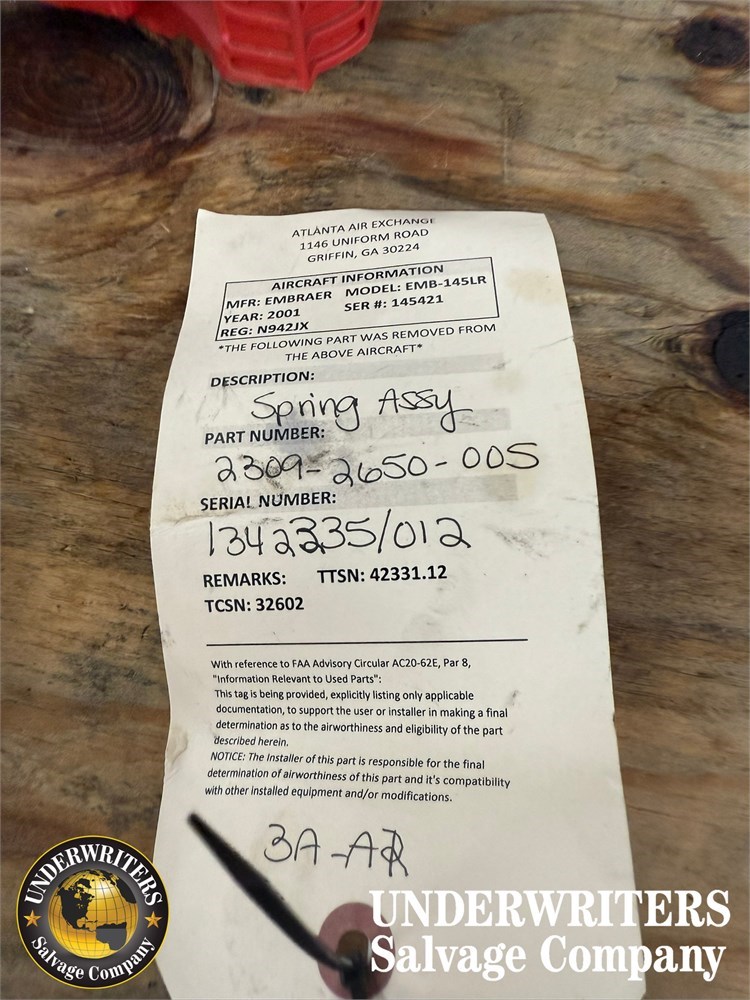 ATLANTA AIR EXCHANGE
1146 UNIFORM ROAD
GRIFFIN, GA 30224
AIRCRAFT INFORMATION
MFR: EMBRAER MODEL: EMB-145LR
YEAR: 2001 SER #: 145421
REG: N942JX
*THE FOLLOWING PART WAS REMOVED FROM
THE ABOVE AIRCRAFT*
DESCRIPTION:
Spring Assy
PART NUMBER:
2309-2650-005
SERIAL NUMBER:
1342335/012
REMARKS: TTSN: 42331.12
TCSN: 32602
With reference to FAA Advisory Circular AC20-62E, Par 8,
"Information Relevant to Used Parts":
This tag is being provided, explicitly listing only applicable
documentation, to support the user or installer in making a final
determination as to the airworthiness and eligibility of the part
described herein.
NOTICE: The Installer of this part is responsible for the final
determination of airworthiness of this part and it's compatibility
with other installed equipment and/or modifications.
3A-AR
UNDERWRITERS
Salvage Company
UNDERWRITERS
Salvage Company